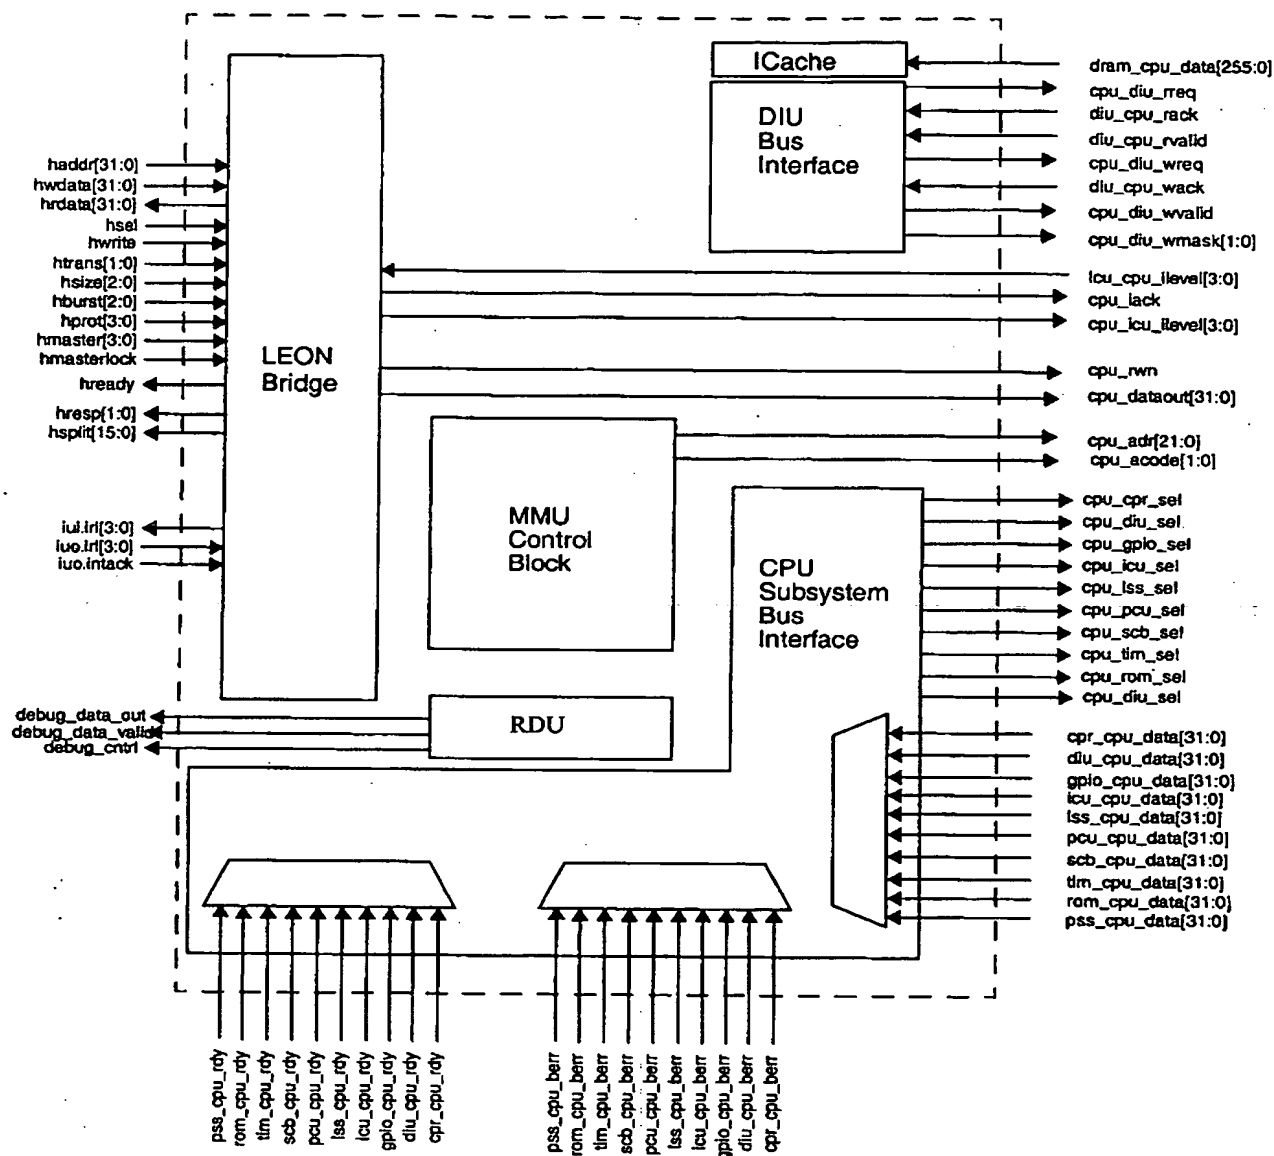 ICache
dram_cpu_data[255:0]
cpu_diu_rreq
DIU
Bus
Interface
diu_cpu_rack
diu_cpu_rvalid
cpu_diu_wreq
diu_cpu_wack
cpu_diu_wvalid
cpu_diu_wmask[1:0]
haddr[31:0]
hwdata[31:0]
hrdata[31:0]
hsel
hwrite
htrans[1:0]
hsize[2:0]
hburst[2:0]
hprot[3:0]
hmaster[3:0]
hmasterlock
hready
hresp[1:0]
hsplit[15:0]
LEON
Bridge
icu_cpu_ilevel[3:0]
cpu_iack
cpu_icu_ilevel[3:0]
cpu_rwn
cpu_dataout[31:0]
cpu_adr[21:0]
cpu_acode[1:0]
iui.irl[3:0]
iuo.irl[3:0]
iuo.intack
MMU
Control
Block
CPU
Subsystem
Bus
Interface
cpu_cpr_sel
cpu_diu_sel
cpu_gpio_sel
cpu_icu_sel
cpu_lss_sel
cpu_pcu_sel
cpu_scb_sel
cpu_tim_sel
cpu_rom_sel
cpu_diu_sel
debug_data_out
debug_data_valid
debug_cntrl
RDU
cpr_cpu_data[31:0]
diu_cpu_data[31:0]
gpio_cpu_data[31:0]
icu_cpu_data[31:0]
lss_cpu_data[31:0]
pcu_cpu_data[31:0]
scb_cpu_data[31:0]
tim_cpu_data[31:0]
rom_cpu_data[31:0]
pss_cpu_data[31:0]
pss_cpu_rdy
rom_cpu_rdy
tim_cpu_rdy
scb_cpu_rdy
pcu_cpu_rdy
lss_cpu_rdy
icu_cpu_rdy
gpio_cpu_rdy
diu_cpu_rdy
cpr_cpu_rdy
pss_cpu_berr
rom_cpu_berr
tim_cpu_berr
scb_cpu_berr
pcu_cpu_berr
lss_cpu_berr
icu_cpu_berr
gpio_cpu_berr
diu_cpu_berr
cpr_cpu_berr